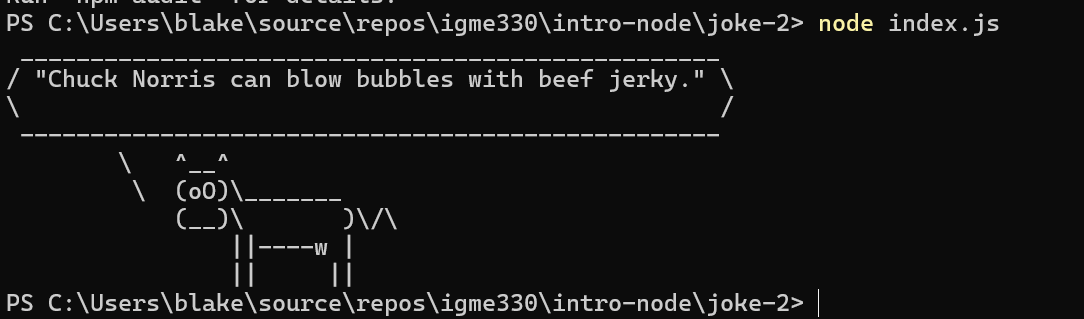 Run `npm audit` for details.
PS C:\Users\blake\source\repos\igme330\intro-node\joke-2> node index.js
 __________________________________________________
/ "Chuck Norris can blow bubbles with beef jerky." \
\                                                  /
 --------------------------------------------------
        \   ^__^
         \  (oO)\_______
            (__)\       )\/\
                ||----w |
                ||     ||
PS C:\Users\blake\source\repos\igme330\intro-node\joke-2>